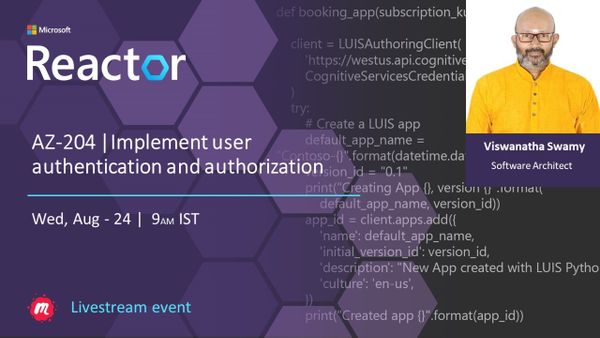 Microsoft
Reactor
AZ-204 |Implement user
authentication and authorization
Wed, Aug - 24 | 9AM IST
Livestream event
def booking_app(subscription_
client = LUISAuthoringClient(
'https://westus.api.cognitive
CognitiveServicesCredential
)
try:
# Create a LUIS app
default_app_name =
"Contoso-{}".format(datetime.dat
version_id = "0.1"
print("Creating App {}, version {}".format(
default_app_name, version_id))
app_id = client.apps.add({
'name': default_app_name,
'initial_version_id': version_id,
'description': "New App created with LUIS Pytho
'culture': 'en-us',
})
print("Created app {}".format(app_id))
Viswanatha Swamy
Software Architect